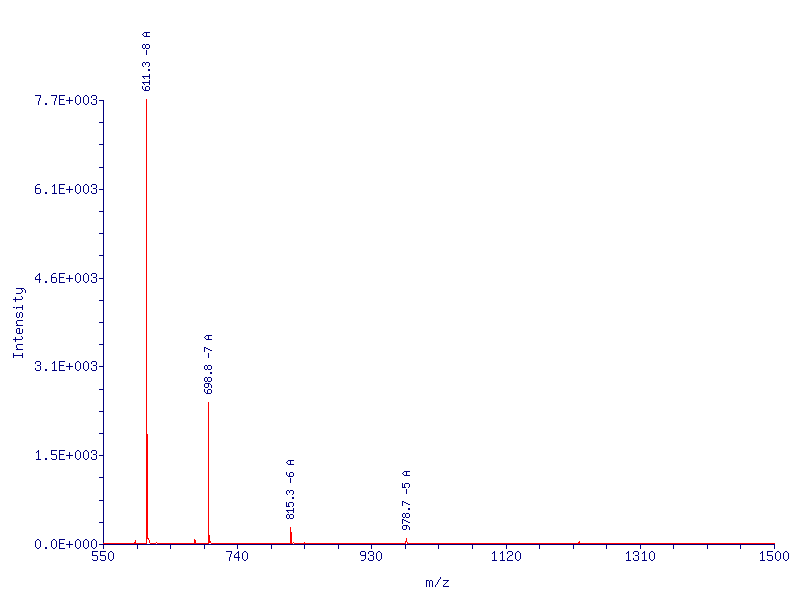 611.3 -8 A
7.7E+003
6.1E+003
4.6E+003
3.1E+003
1.5E+003
0.0E+000
Intensity
698.8 -7 A
815.3 -6 A
978.7 -5 A
550 740 930 1120 1310 1500
m/z